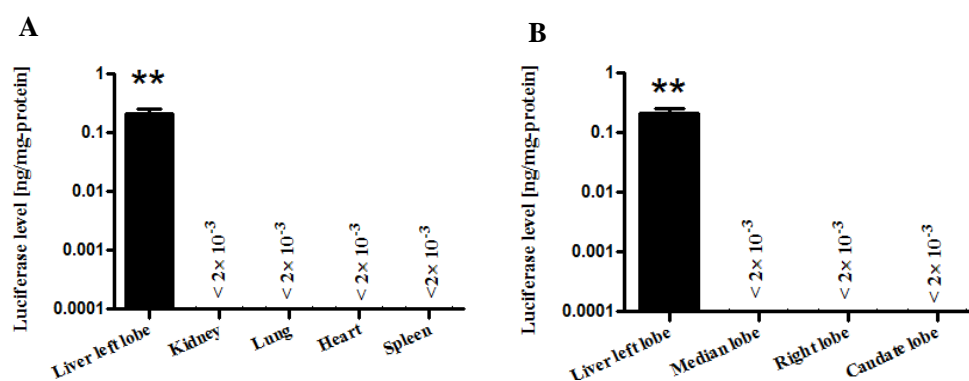 A
Luciferase level [ng/mg-protein]
1
0.1
0.01
0.001
0.0001
**
< 2× 10⁻³
< 2× 10⁻³
< 2× 10⁻³
<2× 10⁻³
Liver left lobe
Kidney
Lung
Heart
Spleen
B
Luciferase level [ng/mg-protein]
1
0.1
0.01
0.001
0.0001
**
< 2× 10⁻³
< 2× 10⁻³
< 2× 10⁻³
Liver left lobe
Median lobe
Right lobe
Caudate lobe